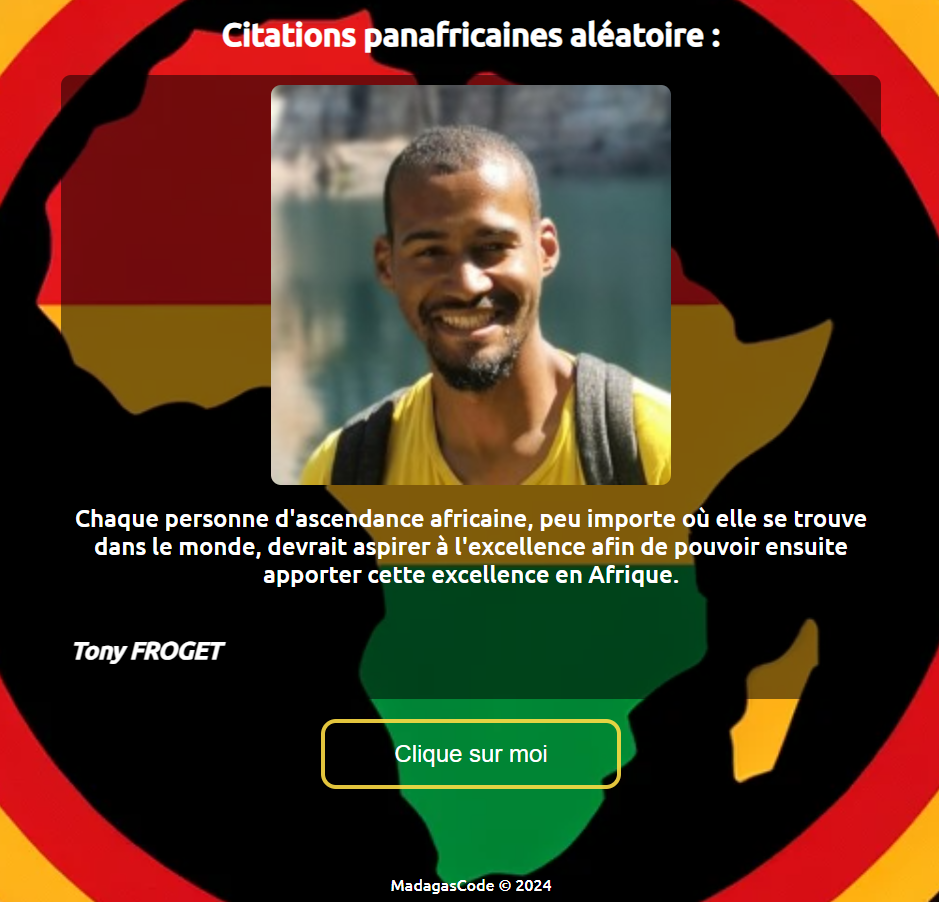 Citations panafricaines aléatoire :
Chaque personne d'ascendance africaine, peu importe où elle se trouve
dans le monde, devrait aspirer à l'excellence afin de pouvoir ensuite
apporter cette excellence en Afrique.
Tony FROGET
Clique sur moi
MadagasCode © 2024